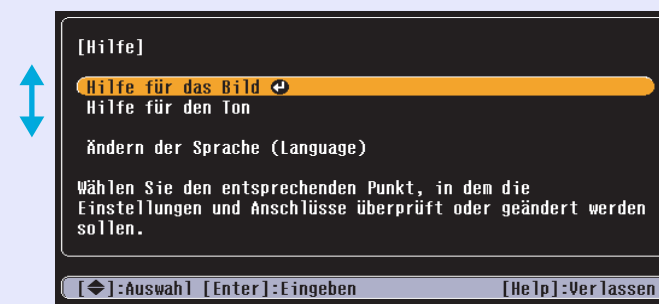 [Hilfe]
Hilfe für das Bild
Hilfe für den Ton
Ändern der Sprache (Language)
Wählen Sie den entsprechenden Punkt, in dem die
Einstellungen und Anschlüsse überprüft oder geändert werden
sollen.
[◆]:Auswahl [Enter]:Eingeben [Help]:Verlassen